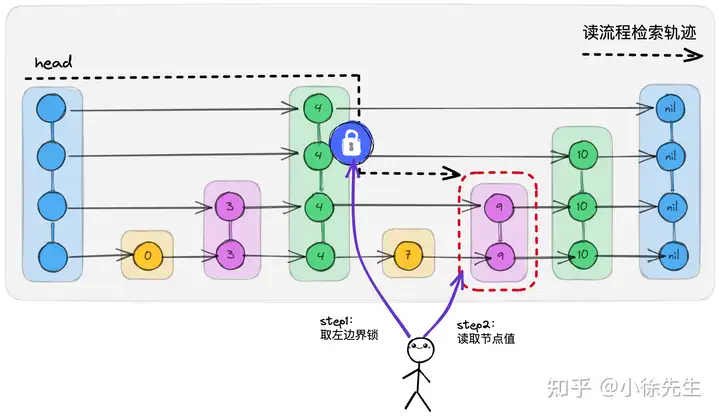 读流程检索轨迹
head
4 nil
4 10 nil
3 4 9 10 nil
0 3 4 7 9 10 nil
step1:
取左边界锁
step2:
读取节点值
知乎 @小徐先生